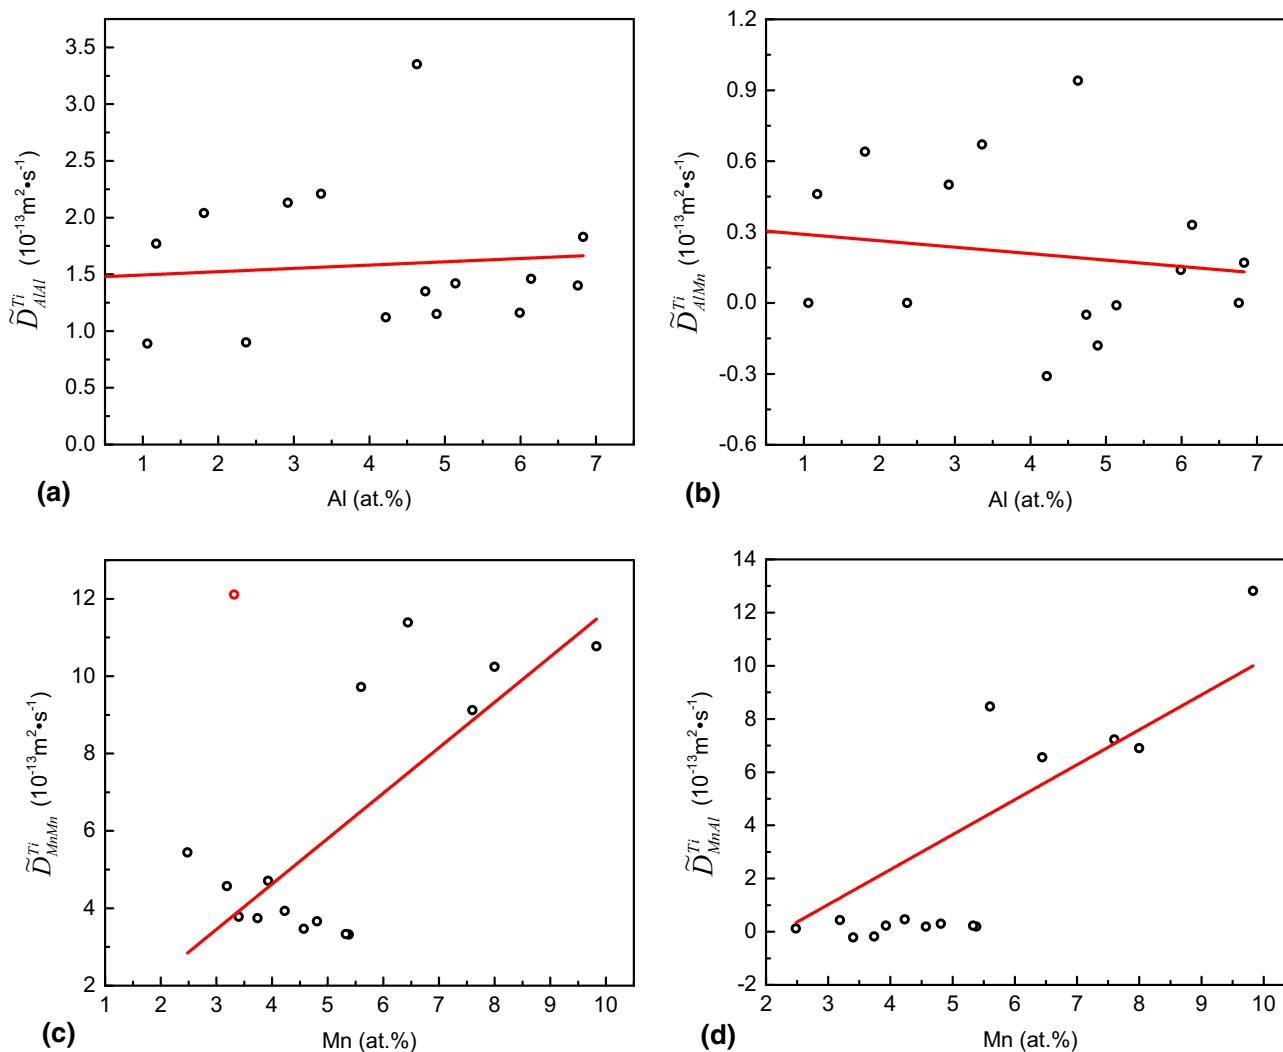 3.5
3.0
2.5
2.0
1.5
1.0
0.5
0.0
D̃ᵀⁱ_AlAl (10⁻¹³m²•s⁻¹)
1 2 3 4 5 6 7
Al (at.%)
(a)
1.2
0.9
0.6
0.3
0.0
-0.3
-0.6
D̃ᵀⁱ_AlMn (10⁻¹³m²•s⁻¹)
1 2 3 4 5 6 7
Al (at.%)
(b)
12
10
8
6
4
2
D̃ᵀⁱ_MnMn (10⁻¹³m²•s⁻¹)
1 2 3 4 5 6 7 8 9 10
Mn (at.%)
(c)
14
12
10
8
6
4
2
0
-2
D̃ᵀⁱ_MnAl (10⁻¹³m²•s⁻¹)
2 3 4 5 6 7 8 9 10
Mn (at.%)
(d)